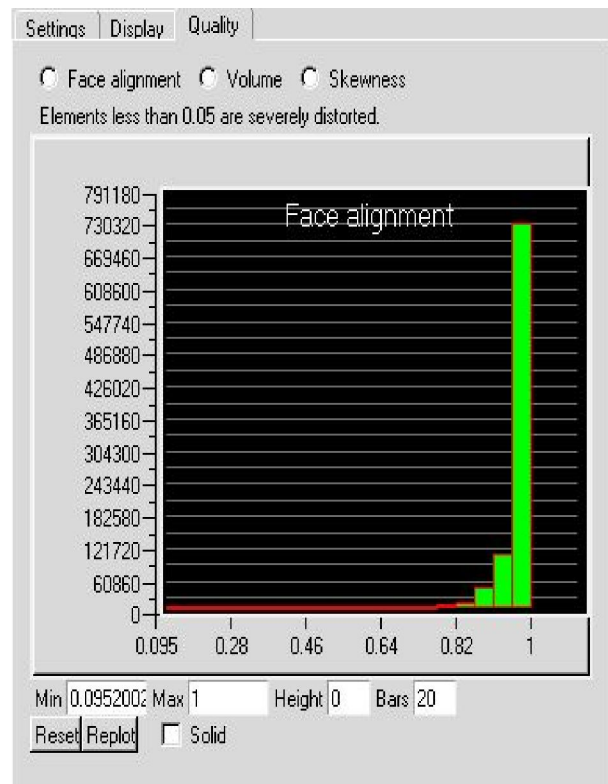 Settings Display Quality
Face alignment Volume Skewness
Elements less than 0.05 are severely distorted.
Face alignment
791180
730320
669460
608600
547740
486880
426020
365160
304300
243440
182580
121720
60860
0
0.095 0.28 0.46 0.64 0.82 1
Min 0.0952002 Max 1 Height 0 Bars 20
Reset Replot Solid